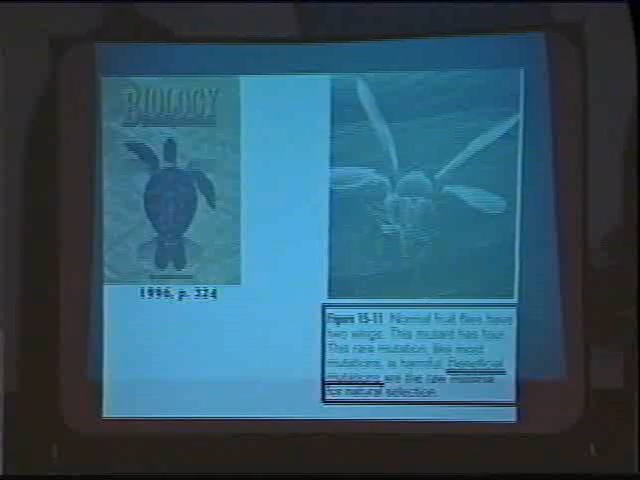 BIOLOGY
1996, p. 324
Figure 15-11 Normal fruit flies have
two wings. This mutant has four.
This rare mutation, like most
mutations, is harmful. Beneficial
mutations are the raw material
for natural selection.